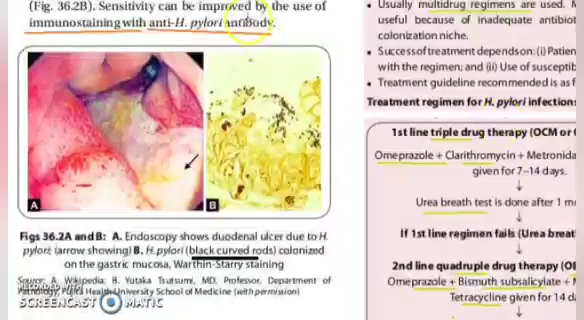 (Fig. 36.2B). Sensitivity can be improved by the use of
immunostaining with anti-H. pylori antibody.
A
B
Figs 36.2A and B: A. Endoscopy shows duodenal ulcer due to H.
pylori; (arrow showing) B. H. pylori (black curved rods) colonized
on the gastric mucosa, Warthin-Starry staining
Source: A. Wikipedia; B. Yutaka Tsutsumi, MD, Professor, Department of
Pathology, Fujita Health University School of Medicine (with permission)
RECORDED WITH
SCREENCAST MATIC
• Usually multidrug regimens are used. M
useful because of inadequate antibiot
colonization niche.
• Success of treatment depends on: (i) Patien
with the regimen; and (ii) Use of susceptib
• Treatment guideline recommended is as f
Treatment regimen for H. pylori infection:
1st line triple drug therapy (OCM or
Omeprazole + Clarithromycin + Metronida
given for 7–14 days.
↓
Urea breath test is done after 1 m
↓
If 1st line regimen fails (Urea breat
↓
2nd line quadruple drug therapy (O
Omeprazole + Bismuth subsalicylate +
Tetracycline given for 14 d
↓